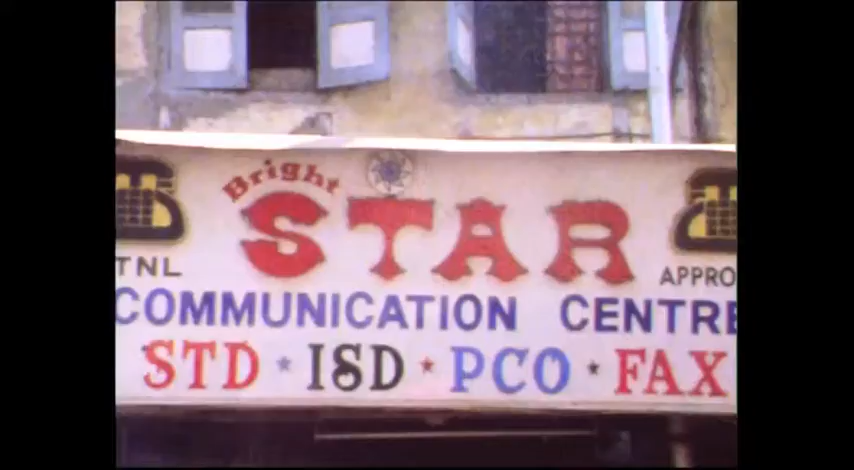 Bright
STAR
TNL APPRO
COMMUNICATION CENTRE
STD * ISD * PCO * FAX